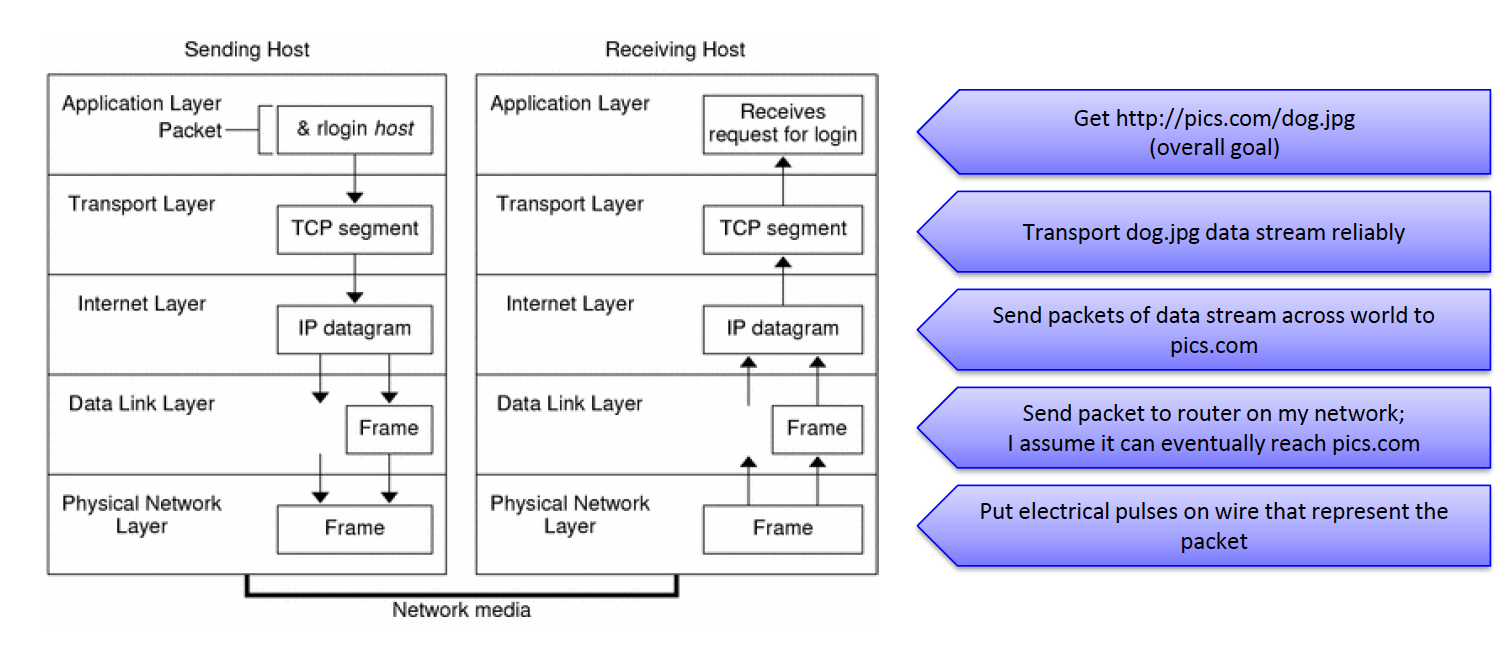 Sending Host
Application Layer
Packet
& rlogin host
Transport Layer
TCP segment
Internet Layer
IP datagram
Data Link Layer
Frame
Physical Network
Layer
Frame
Receiving Host
Application Layer
Receives
request for login
Transport Layer
TCP segment
Internet Layer
IP datagram
Data Link Layer
Frame
Physical Network
Layer
Frame
Network media
Get http://pics.com/dog.jpg
(overall goal)
Transport dog.jpg data stream reliably
Send packets of data stream across world to
pics.com
Send packet to router on my network;
I assume it can eventually reach pics.com
Put electrical pulses on wire that represent the
packet